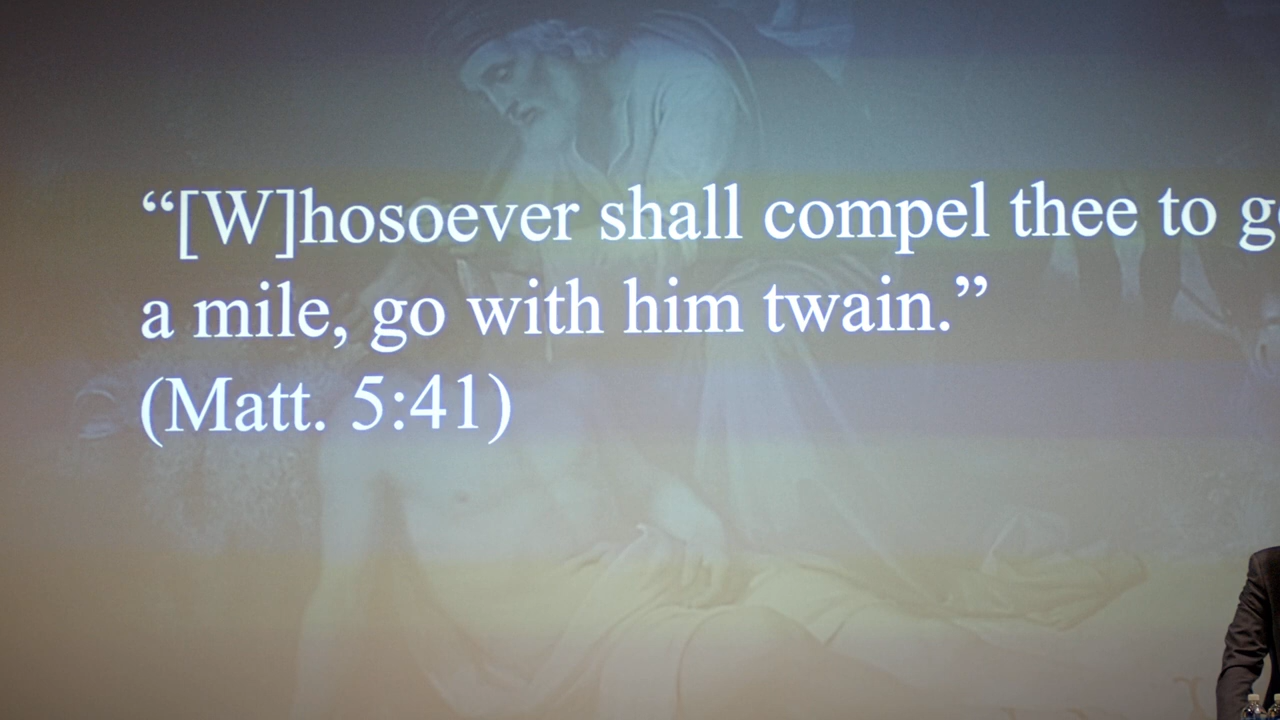 “[W]hosoever shall compel thee to g
a mile, go with him twain.”
(Matt. 5:41)